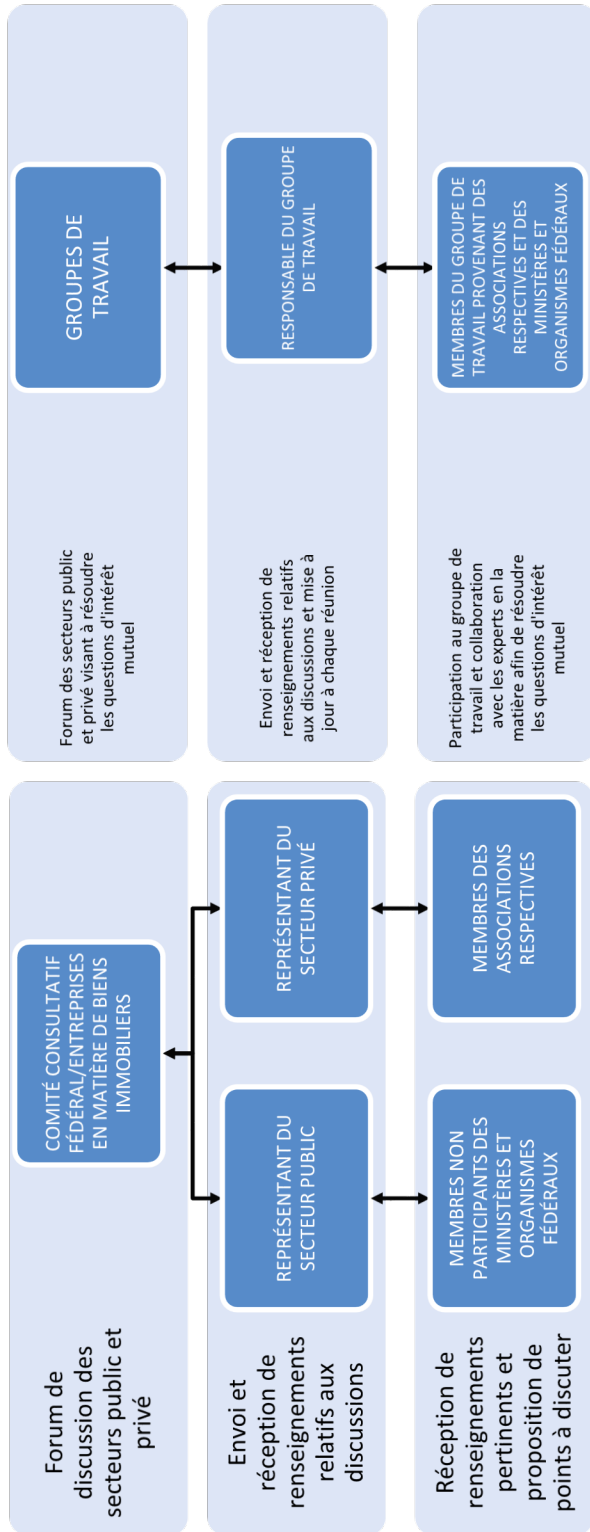 Forum de
discussion des
secteurs public et
privé
COMITÉ CONSULTATIF
FÉDÉRAL/ENTREPRISES
EN MATIÈRE DE BIENS
IMMOBILIERS
Envoi et
réception de
renseignements
relatifs aux
discussions
REPRÉSENTANT DU
SECTEUR PUBLIC
REPRÉSENTANT DU
SECTEUR PRIVÉ
Réception de
renseignements
pertinents et
proposition de
points à discuter
MEMBRES NON
PARTICIPANTS DES
MINISTÈRES ET
ORGANISMES
FÉDÉRAUX
MEMBRES DES
ASSOCIATIONS
RESPECTIVES
Forum des secteurs public
et privé visant à résoudre
les questions d'intérêt
mutuel
GROUPES DE
TRAVAIL
Envoi et réception de
renseignements relatifs
aux discussions et mise à
jour à chaque réunion
RESPONSABLE DU GROUPE
DE TRAVAIL
Participation au groupe de
travail et collaboration
avec les experts en la
matière afin de résoudre
les questions d'intérêt
mutuel
MEMBRES DU GROUPE DE
TRAVAIL PROVENANT DES
ASSOCIATIONS
RESPECTIVES ET DES
MINISTÈRES ET
ORGANISMES FÉDÉRAUX